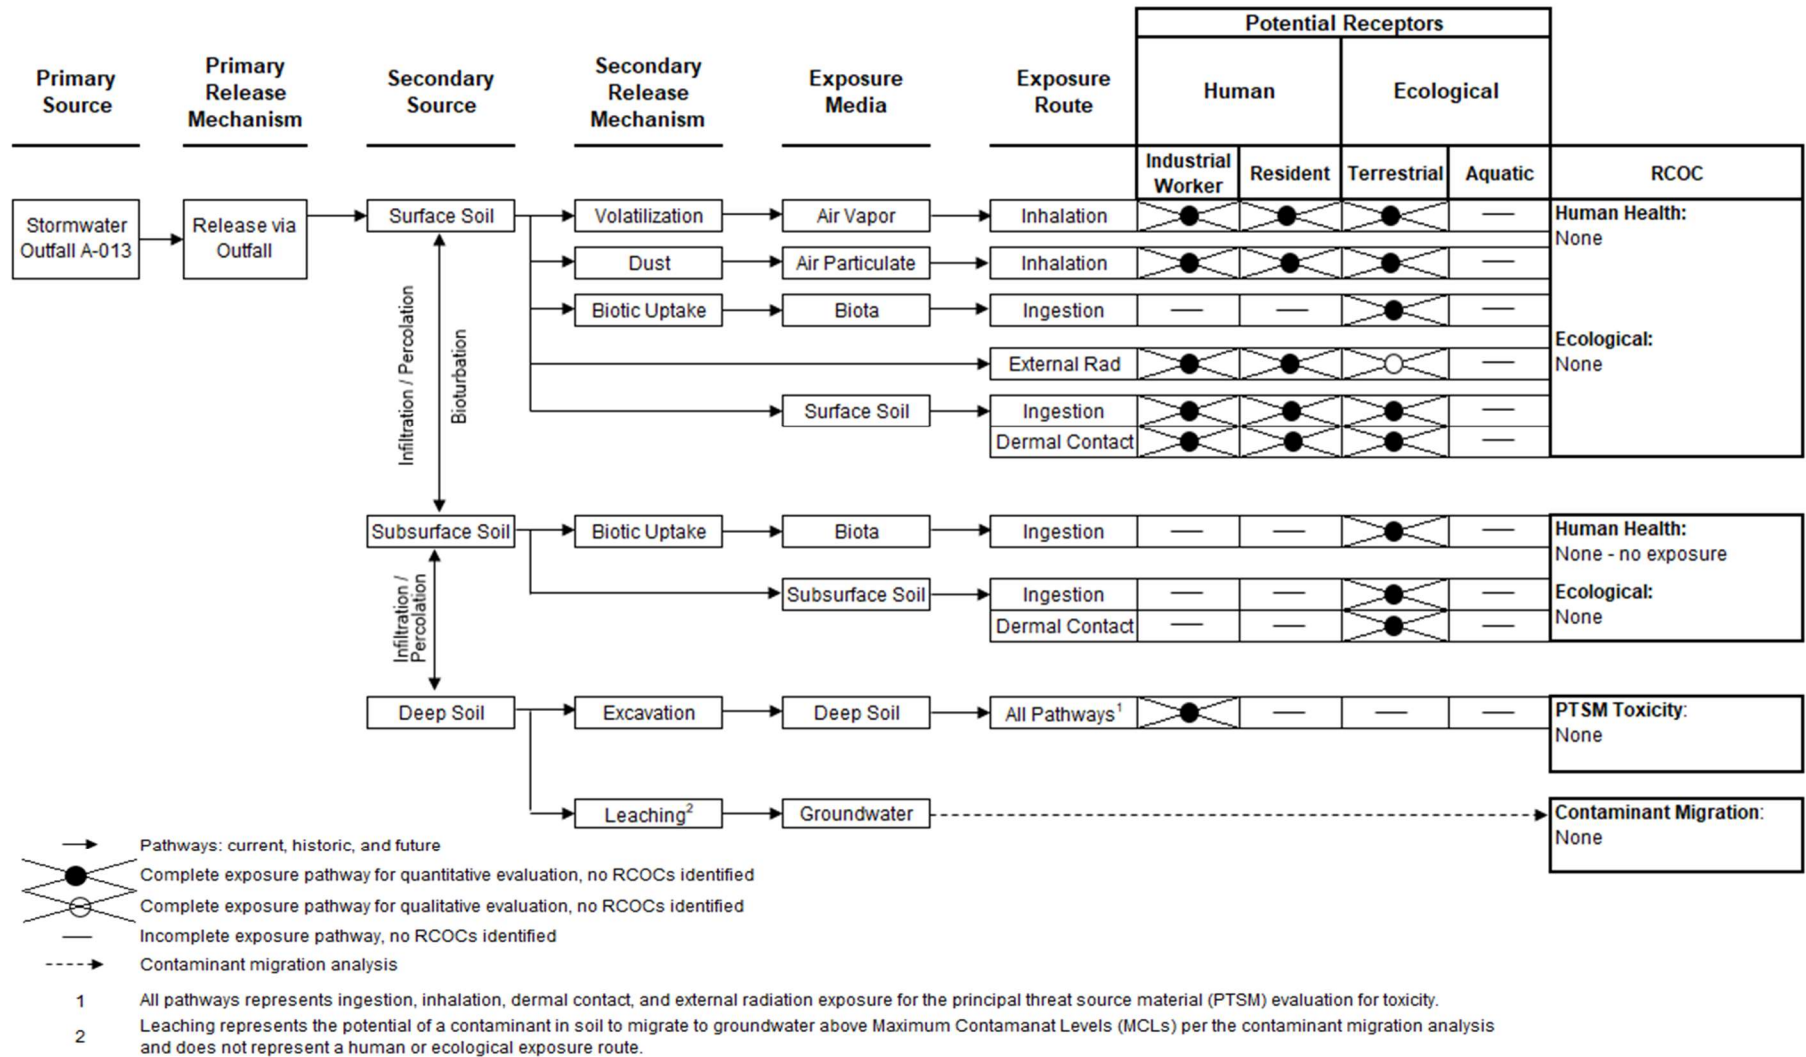 Potential Receptors
Primary
Source
Primary
Release
Mechanism
Secondary
Source
Secondary
Release
Mechanism
Exposure
Media
Exposure
Route
Human
Ecological
Industrial
Worker
Resident
Terrestrial
Aquatic
RCOC
Stormwater
Outfall A-013
Release via
Outfall
Surface Soil
Volatilization
Air Vapor
Inhalation
—
Human Health:
None
Dust
Air Particulate
Inhalation
—
Biotic Uptake
Biota
Ingestion
— — —
External Rad
—
Ecological:
None
Surface Soil
Ingestion
—
Dermal Contact
—
Infiltration / Percolation
Bioturbation
Subsurface Soil
Biotic Uptake
Biota
Ingestion
— — —
Human Health:
None - no exposure
Subsurface Soil
Ingestion
— — —
Dermal Contact
— — —
Ecological:
None
Infiltration /
Percolation
Deep Soil
Excavation
Deep Soil
All Pathways1
— — —
PTSM Toxicity:
None
Leaching2
Groundwater
Contaminant Migration:
None
Pathways: current, historic, and future
Complete exposure pathway for quantitative evaluation, no RCOCs identified
Complete exposure pathway for qualitative evaluation, no RCOCs identified
— Incomplete exposure pathway, no RCOCs identified
Contaminant migration analysis
1 All pathways represents ingestion, inhalation, dermal contact, and external radiation exposure for the principal threat source material (PTSM) evaluation for toxicity.
2 Leaching represents the potential of a contaminant in soil to migrate to groundwater above Maximum Contamanat Levels (MCLs) per the contaminant migration analysis
and does not represent a human or ecological exposure route.